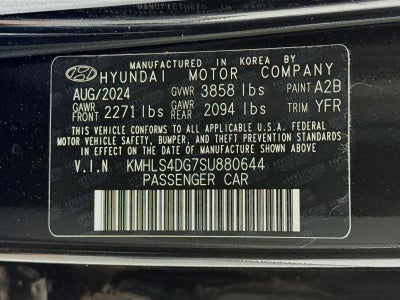 MANUFACTURED IN KOREA BY
HYUNDAI MOTOR COMPANY
AUG/2024 GVWR 3858 lbs PAINT A2B
GAWR FRONT 2271 lbs GAWR REAR 2094 lbs TRIM YFR
THIS VEHICLE CONFORMS TO ALL APPLICABLE U.S.A. FEDERAL
MOTOR VEHICLE SAFETY, BUMPER, AND THEFT PREVENTION
STANDARDS IN EFFECT ON THE DATE OF MANUFACTURE SHOWN ABOVE.
V.I.N KMHLS4DG7SU880644
PASSENGER CAR